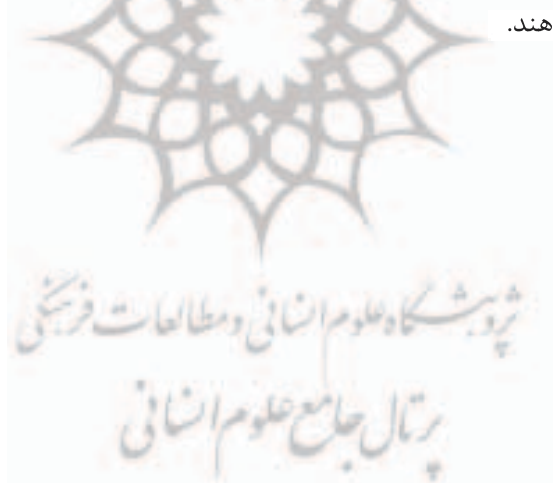 هند.
پژوهشگاه علوم انسانی و مطالعات فرهنگی
پرتال جامع علوم انسانی